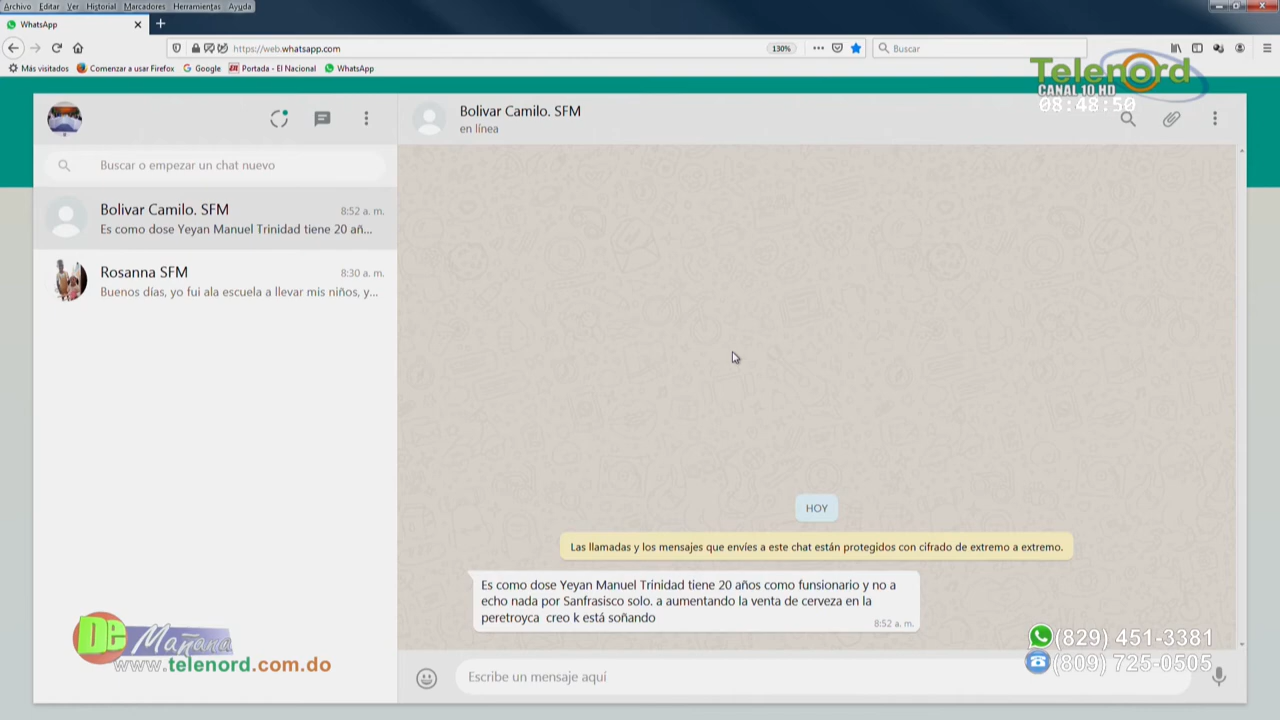 Archivo Editar Ver Historial Marcadores Herramientas Ayuda
WhatsApp
https://web.whatsapp.com
130%
Buscar
Más visitados
Comenzar a usar Firefox
Google
Portada - El Nacional
WhatsApp
Telenord
CANAL 10.HD
08:48:50
Bolivar Camilo. SFM
en línea
Buscar o empezar un chat nuevo
Bolivar Camilo. SFM
8:52 a. m.
Es como dose Yeyan Manuel Trinidad tiene 20 añ...
Rosanna SFM
8:30 a. m.
Buenos días, yo fui ala escuela a llevar mis niños, y...
HOY
Las llamadas y los mensajes que envíes a este chat están protegidos con cifrado de extremo a extremo.
Es como dose Yeyan Manuel Trinidad tiene 20 años como funsionario y no a
echo nada por Sanfrasisco solo. a aumentando la venta de cerveza en la
peretroyca creo k está soñando
8:52 a. m.
De Mañana
www.telenord.com.do
(829) 451-3381
(809) 725-0505
Escribe un mensaje aquí